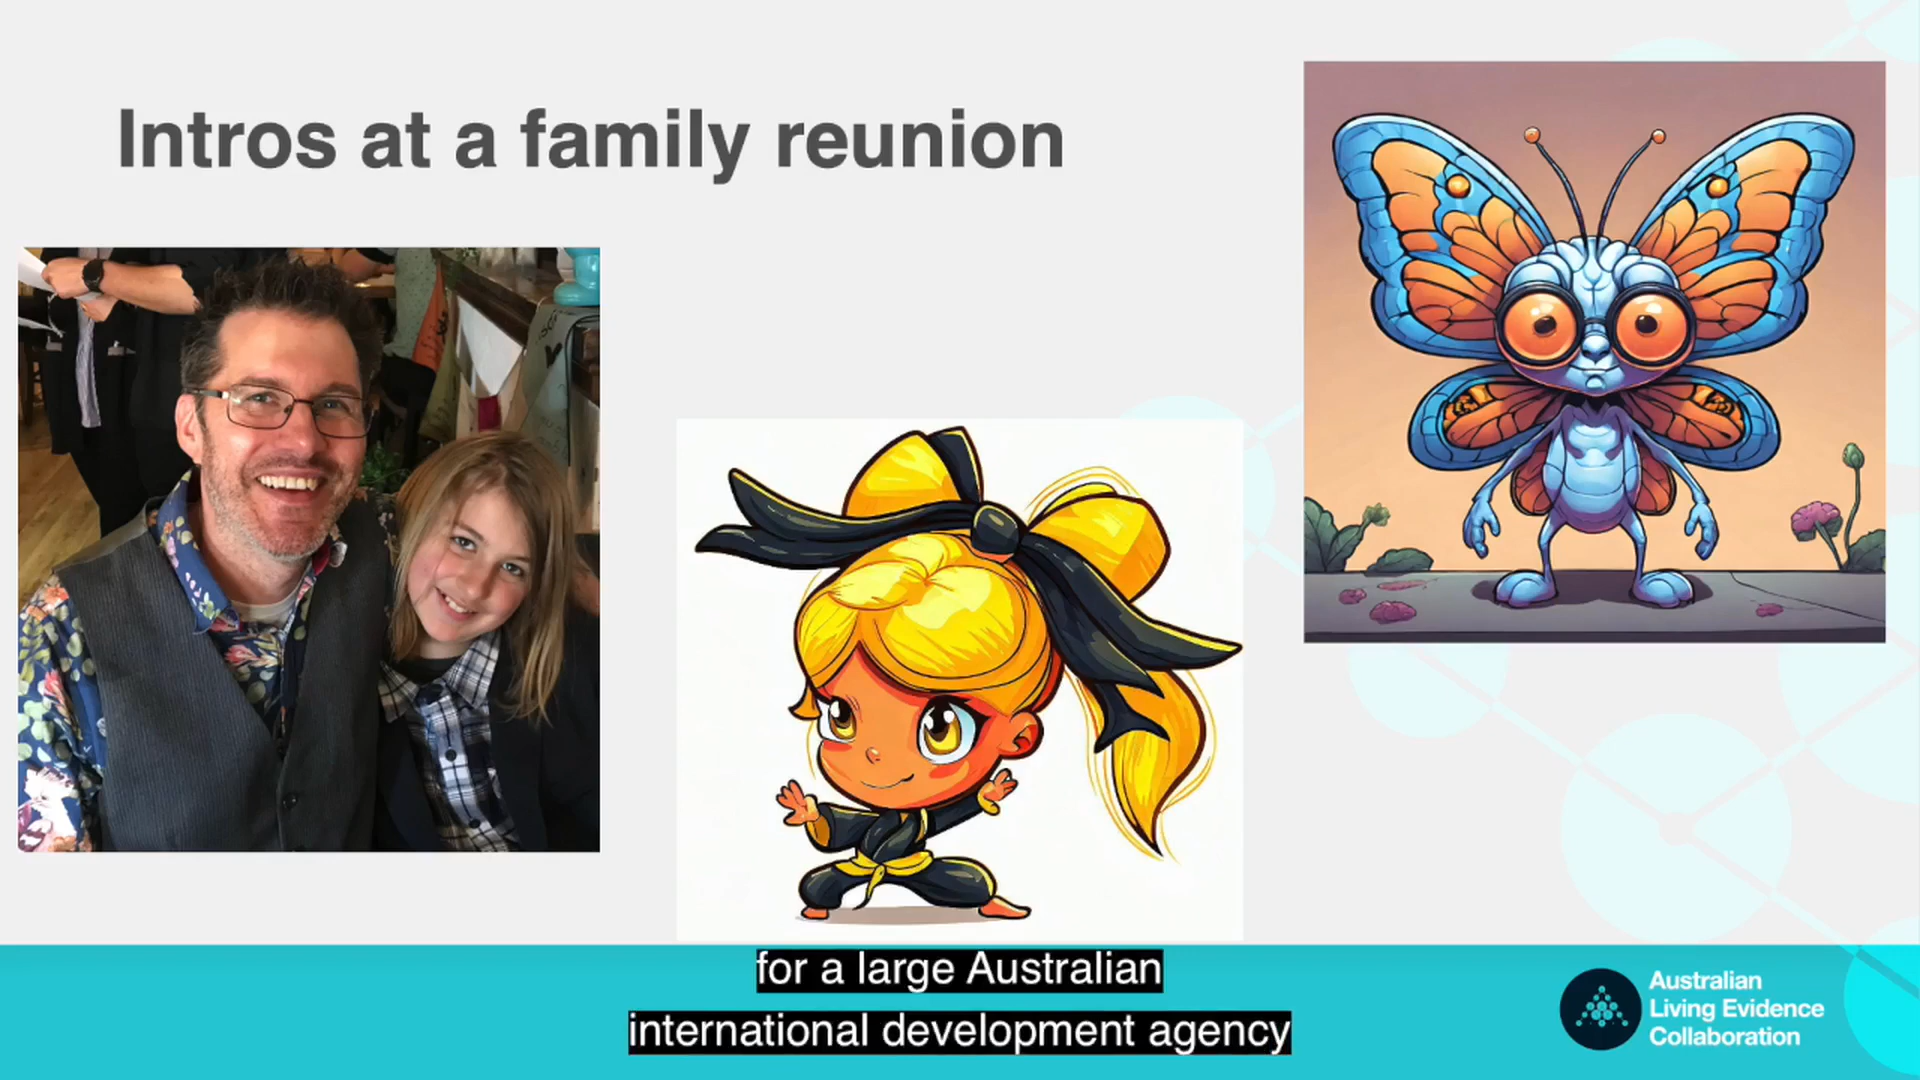 Intros at a family reunion
for a large Australian
international development agency
Australian
Living Evidence
Collaboration